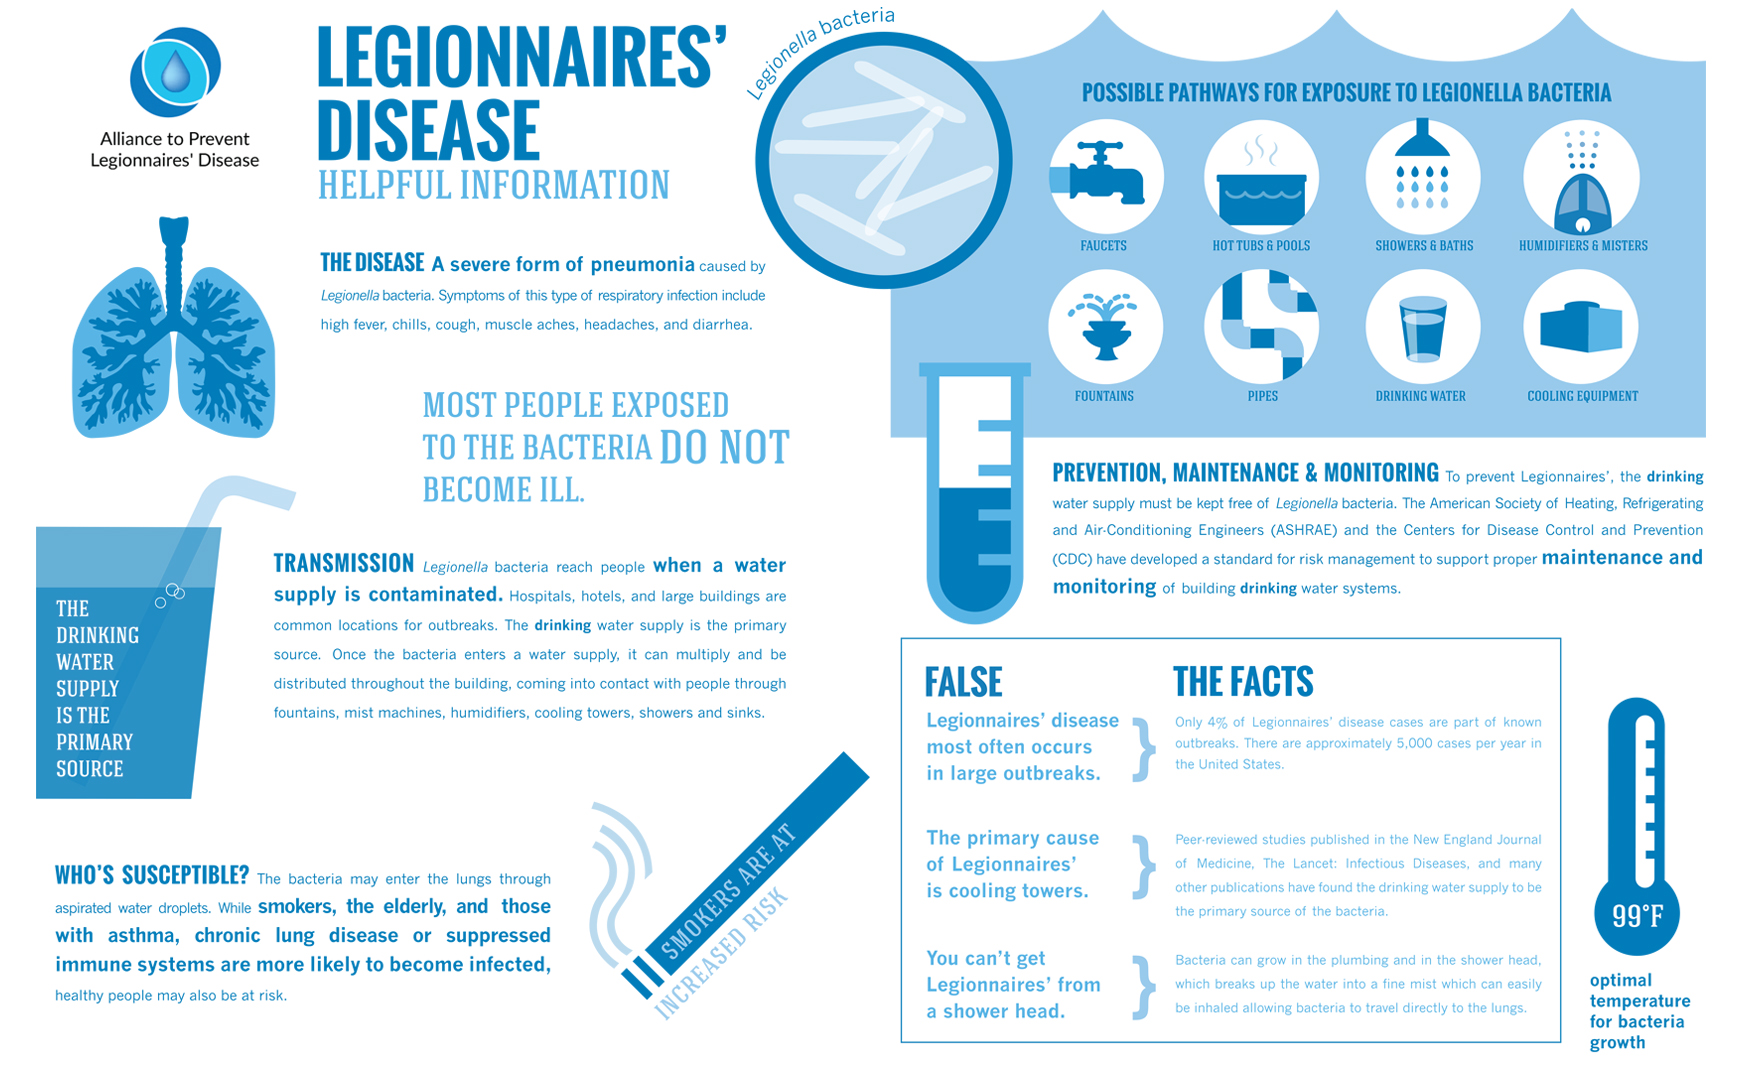 Alliance to Prevent
Legionnaires' Disease
LEGIONNAIRES’
DISEASE
HELPFUL INFORMATION
Legionella bacteria
THE DISEASE A severe form of pneumonia caused by
Legionella bacteria. Symptoms of this type of respiratory infection include
high fever, chills, cough, muscle aches, headaches, and diarrhea.
MOST PEOPLE EXPOSED
TO THE BACTERIA DO NOT
BECOME ILL.
THE
DRINKING
WATER
SUPPLY
IS THE
PRIMARY
SOURCE
TRANSMISSION Legionella bacteria reach people when a water
supply is contaminated. Hospitals, hotels, and large buildings are
common locations for outbreaks. The drinking water supply is the primary
source. Once the bacteria enters a water supply, it can multiply and be
distributed throughout the building, coming into contact with people through
fountains, mist machines, humidifiers, cooling towers, showers and sinks.
WHO’S SUSCEPTIBLE? The bacteria may enter the lungs through
aspirated water droplets. While smokers, the elderly, and those
with asthma, chronic lung disease or suppressed
immune systems are more likely to become infected,
healthy people may also be at risk.
SMOKERS ARE AT
INCREASED RISK
POSSIBLE PATHWAYS FOR EXPOSURE TO LEGIONELLA BACTERIA
FAUCETS
HOT TUBS & POOLS
SHOWERS & BATHS
HUMIDIFIERS & MISTERS
FOUNTAINS
PIPES
DRINKING WATER
COOLING EQUIPMENT
PREVENTION, MAINTENANCE & MONITORING To prevent Legionnaires’, the drinking
water supply must be kept free of Legionella bacteria. The American Society of Heating, Refrigerating
and Air-Conditioning Engineers (ASHRAE) and the Centers for Disease Control and Prevention
(CDC) have developed a standard for risk management to support proper maintenance and
monitoring of building drinking water systems.
FALSE
THE FACTS
Legionnaires’ disease
most often occurs
in large outbreaks.
Only 4% of Legionnaires’ disease cases are part of known
outbreaks. There are approximately 5,000 cases per year in
the United States.
The primary cause
of Legionnaires’
is cooling towers.
Peer-reviewed studies published in the New England Journal
of Medicine, The Lancet: Infectious Diseases, and many
other publications have found the drinking water supply to be
the primary source of the bacteria.
You can’t get
Legionnaires’ from
a shower head.
Bacteria can grow in the plumbing and in the shower head,
which breaks up the water into a fine mist which can easily
be inhaled allowing bacteria to travel directly to the lungs.
99°F
optimal
temperature
for bacteria
growth